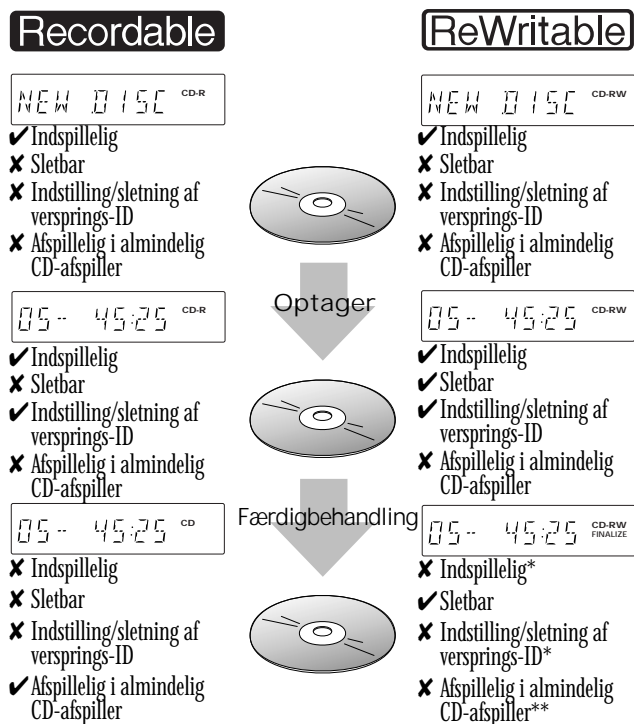 Recordable
NEW DISC CD-R
✔ Indspillelig
✘ Sletbar
✘ Indstilling/sletning af
versprings-ID
✘ Afspillelig i almindelig
CD-afspiller
05- 45:25 CD-R
✔ Indspillelig
✘ Sletbar
✔ Indstilling/sletning af
versprings-ID
✘ Afspillelig i almindelig
CD-afspiller
05- 45:25 CD
✘ Indspillelig
✘ Sletbar
✘ Indstilling/sletning af
versprings-ID
✔ Afspillelig i almindelig
CD-afspiller
Optager
Færdigbehandling
ReWritable
NEW DISC CD-RW
✔ Indspillelig
✘ Sletbar
✘ Indstilling/sletning af
versprings-ID
✘ Afspillelig i almindelig
CD-afspiller
05- 45:25 CD-RW
✔ Indspillelig
✔ Sletbar
✔ Indstilling/sletning af
versprings-ID
✘ Afspillelig i almindelig
CD-afspiller
05- 45:25 CD-RW
FINALIZE
✘ Indspillelig*
✔ Sletbar
✘ Indstilling/sletning af
versprings-ID*
✘ Afspillelig i almindelig
CD-afspiller**